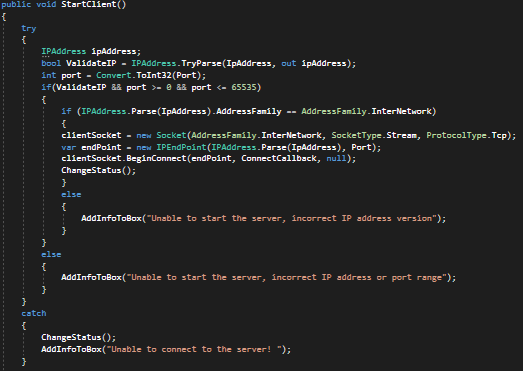 public void StartClient()
{
try
{
IPAddress ipAddress;
bool ValidateIP = IPAddress.TryParse(IpAddress, out ipAddress);
int port = Convert.ToInt32(Port);
if(ValidateIP && port >= 0 && port <= 65535)
{
if (IPAddress.Parse(IpAddress).AddressFamily == AddressFamily.InterNetwork)
{
clientSocket = new Socket(AddressFamily.InterNetwork, SocketType.Stream, ProtocolType.Tcp);
var endPoint = new IPEndPoint(IPAddress.Parse(IpAddress), Port);
clientSocket.BeginConnect(endPoint, ConnectCallback, null);
ChangeStatus();
}
else
{
AddInfoToBox("Unable to start the server, incorrect IP address version");
}
}
else
{
AddInfoToBox("Unable to start the server, incorrect IP address or port range");
}
}
catch
{
ChangeStatus();
AddInfoToBox("Unable to connect to the server! ");
}